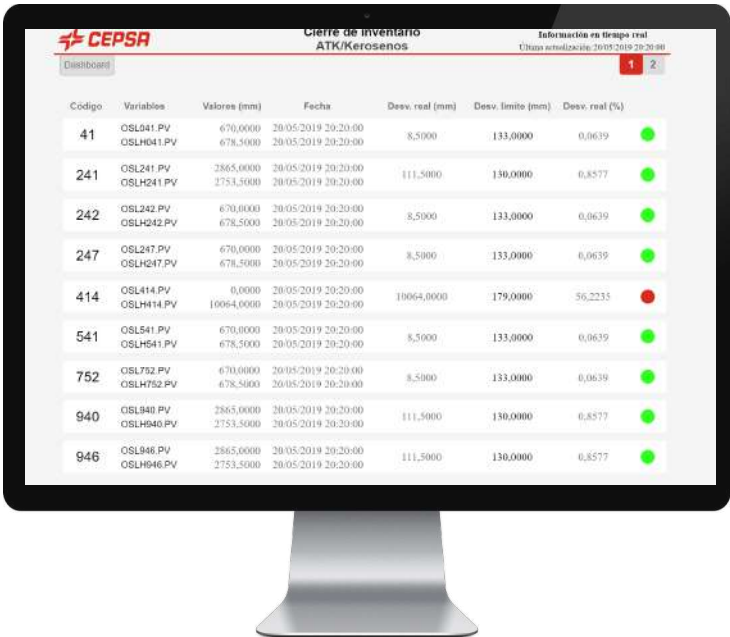 CEPSA
Cierre de Inventario
ATK/Kerosenos
Información en tiempo real
Última actualización: 20/05/2019 20:20:00
Dashboard
1 2
Código Variables Valores (mm) Fecha Desv. real (mm) Desv. límite (mm) Desv. real (%)
41 OSL041.PV 670,0000 20/05/2019 20:20:00 8,5000 133,0000 0,0639
OSLH041.PV 678,5000 20/05/2019 20:20:00
241 OSL241.PV 2865,0000 20/05/2019 20:20:00 111,5000 130,0000 0,8577
OSLH241.PV 2753,5000 20/05/2019 20:20:00
242 OSL242.PV 670,0000 20/05/2019 20:20:00 8,5000 133,0000 0,0639
OSLH242.PV 678,5000 20/05/2019 20:20:00
247 OSL247.PV 670,0000 20/05/2019 20:20:00 8,5000 133,0000 0,0639
OSLH247.PV 678,5000 20/05/2019 20:20:00
414 OSL414.PV 0,0000 20/05/2019 20:20:00 10064,0000 179,0000 56,2235
OSLH414.PV 10064,0000 20/05/2019 20:20:00
541 OSL541.PV 670,0000 20/05/2019 20:20:00 8,5000 133,0000 0,0639
OSLH541.PV 678,5000 20/05/2019 20:20:00
752 OSL752.PV 670,0000 20/05/2019 20:20:00 8,5000 133,0000 0,0639
OSLH752.PV 678,5000 20/05/2019 20:20:00
940 OSL940.PV 2865,0000 20/05/2019 20:20:00 111,5000 130,0000 0,8577
OSLH940.PV 2753,5000 20/05/2019 20:20:00
946 OSL946.PV 2865,0000 20/05/2019 20:20:00 111,5000 130,0000 0,8577
OSLH946.PV 2753,5000 20/05/2019 20:20:00